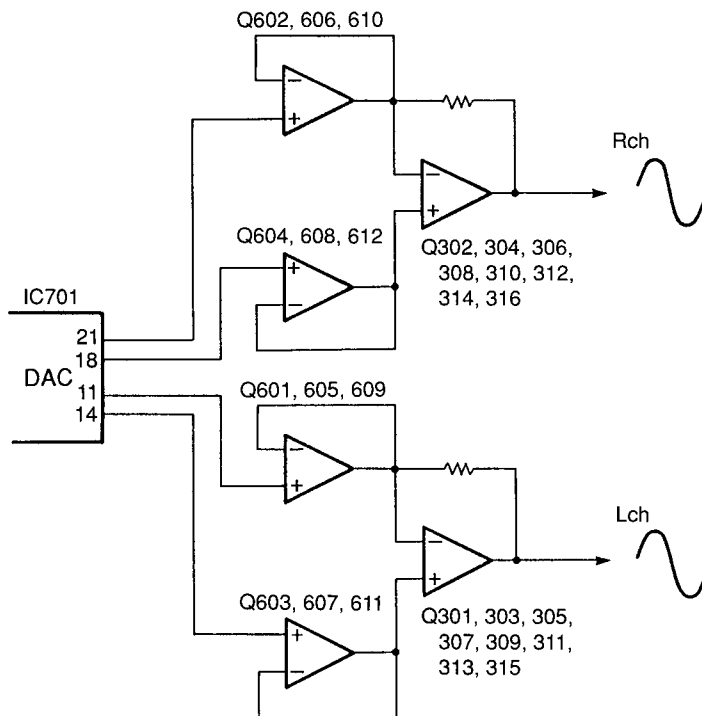 Q602, 606, 610
−
+
Rch
−
+
Q604, 608, 612
Q302, 304, 306,
308, 310, 312,
314, 316
+
−
IC701
21
18
DAC
11
14
Q601, 605, 609
−
+
Lch
−
+
Q603, 607, 611
Q301, 303, 305,
307, 309, 311,
313, 315
+
−